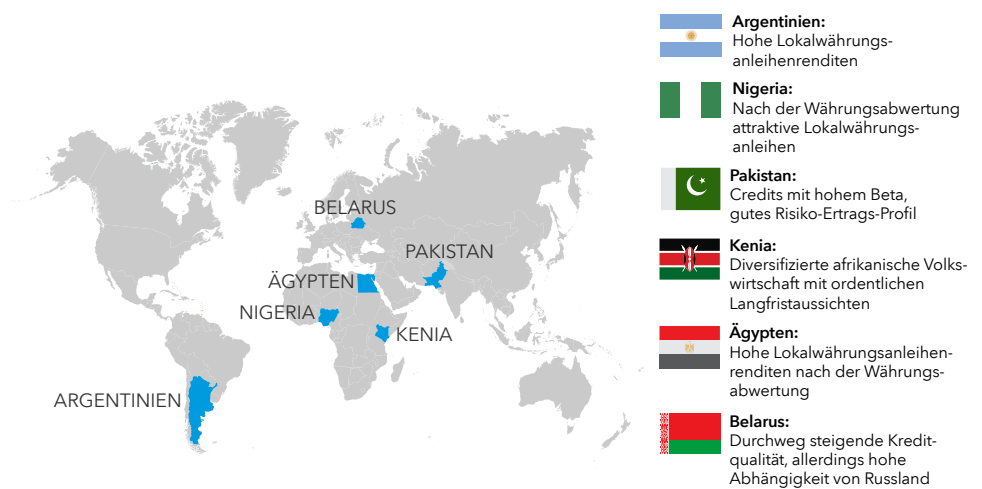 BELARUS
PAKISTAN
ÄGYPTEN
NIGERIA
KENIA
ARGENTINIEN
Argentinien:
Hohe Lokalwährungs-
anleihenrenditen
Nigeria:
Nach der Währungsabwertung
attraktive Lokalwährungs-
anleihen
Pakistan:
Credits mit hohem Beta,
gutes Risiko-Ertrags-Profil
Kenia:
Diversifizierte afrikanische Volks-
wirtschaft mit ordentlichen
Langfristaussichten
Ägypten:
Hohe Lokalwährungsanleihen-
renditen nach der Währungs-
abwertung
Belarus:
Durchweg steigende Kredit-
qualität, allerdings hohe
Abhängigkeit von Russland